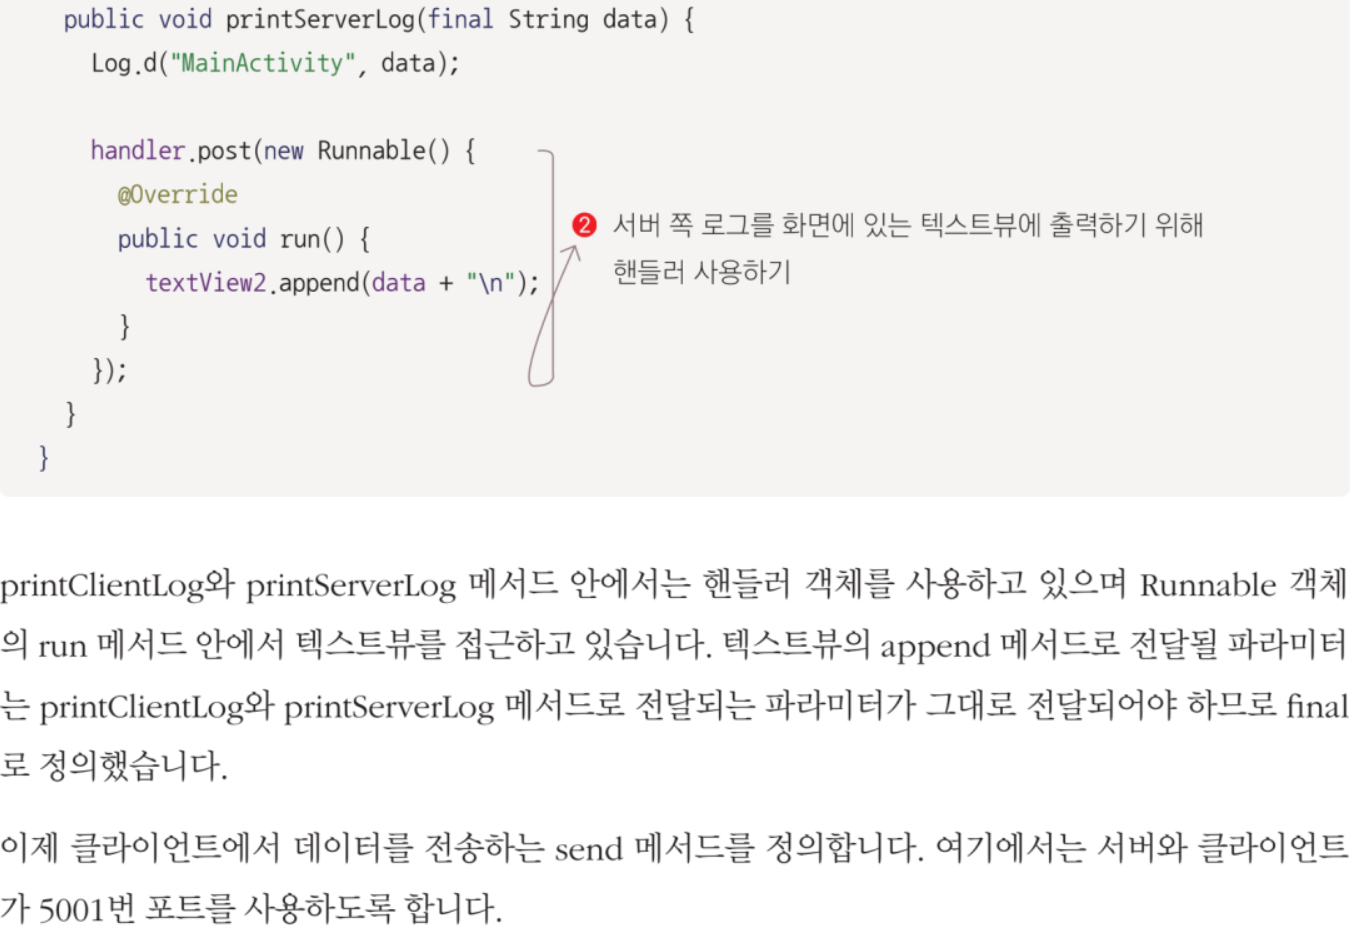 public void printServerLog(final String data) {
Log.d("MainActivity", data);
handler.post(new Runnable() {
@Override
public void run() {
textView2.append(data + "\n");
}
});
}
}
2 서버 쪽 로그를 화면에 있는 텍스트뷰에 출력하기 위해
핸들러 사용하기
printClientLog와 printServerLog 메서드 안에서는 핸들러 객체를 사용하고 있으며 Runnable 객체
의 run 메서드 안에서 텍스트뷰를 접근하고 있습니다. 텍스트뷰의 append 메서드로 전달될 파라미터
는 printClientLog와 printServerLog 메서드로 전달되는 파라미터가 그대로 전달되어야 하므로 final
로 정의했습니다.
이제 클라이언트에서 데이터를 전송하는 send 메서드를 정의합니다. 여기에서는 서버와 클라이언트
가 5001번 포트를 사용하도록 합니다.